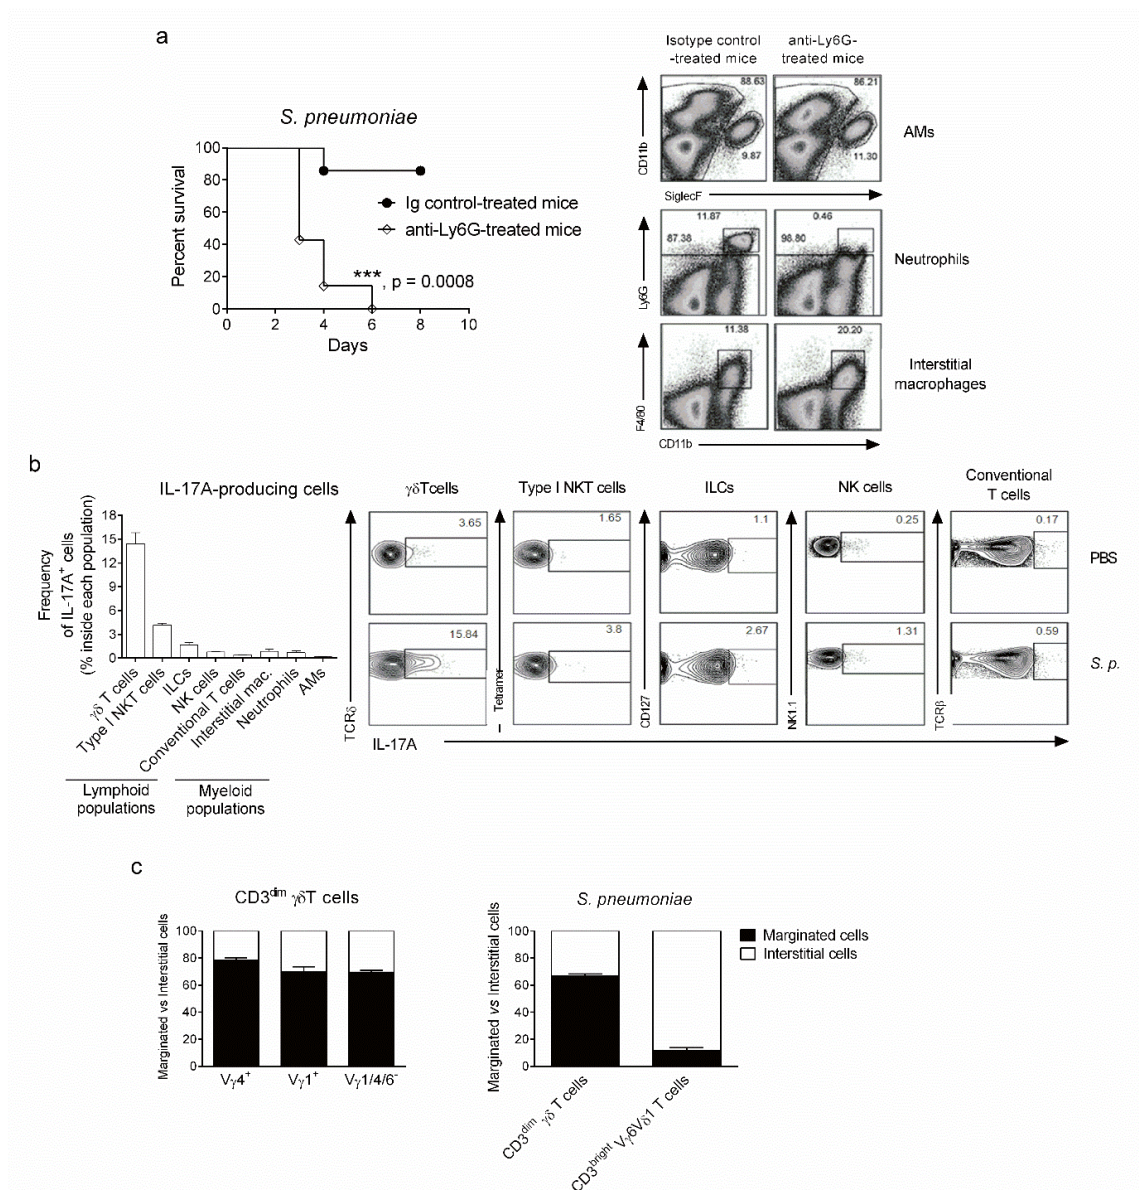 a
S. pneumoniae
Percent survival
100
80
60
40
20
0
0 2 4 6 8 10
Days
Ig control-treated mice
anti-Ly6G-treated mice
***, p = 0.0008
Isotype control
-treated mice
anti-Ly6G-
treated mice
88.63
9.87
86.21
11.30
CD11b
SiglecF
AMs
11.87
87.38
0.46
98.80
Ly6G
Neutrophils
11.38
20.20
F4/80
CD11b
Interstitial
macrophages
b
IL-17A-producing cells
Frequency
of IL-17A+ cells
(% inside each population)
18
15
12
9
6
3
0
γδ T cells
Type I NKT cells
ILCs
NK cells
Conventional T cells
Interstitial mac.
Neutrophils
AMs
Lymphoid
populations
Myeloid
populations
γδTcells
Type I NKT cells
ILCs
NK cells
Conventional
T cells
3.65
1.65
1.1
0.25
0.17
PBS
15.84
3.8
2.67
1.31
0.59
S. p.
TCRδ
Tetramer
CD127
NK1.1
TCRβ
IL-17A
c
CD3dim γδT cells
Marginated vs Interstitial cells
100
80
60
40
20
0
Vγ4+
Vγ1+
Vγ1/4/6-
S. pneumoniae
Marginated vs Interstitial cells
100
80
60
40
20
0
CD3dim γδ T cells
CD3bright Vγ6Vδ1 T cells
Marginated cells
Interstitial cells